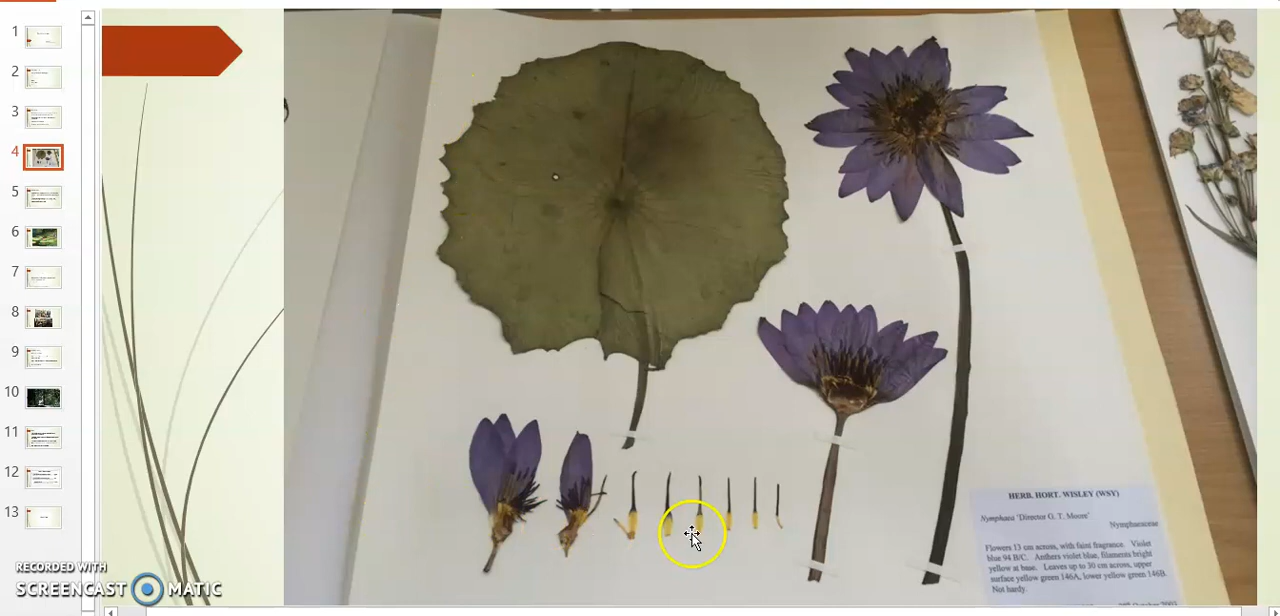 1
2
3
4
5
6
7
8
9
10
11
12
13
HERB. HORT. WISLEY (WSY)
Nymphaea 'Director G. T. Moore'
Nymphaeaceae
Flowers 13 cm across, with faint fragrance. Violet
blue 94 B/C. Anthers violet blue, filaments bright
yellow at base. Leaves up to 30 cm across, upper
surface yellow green 146A, lower yellow green 146B.
Not hardy.
RECORDED WITH
SCREENCAST MATIC